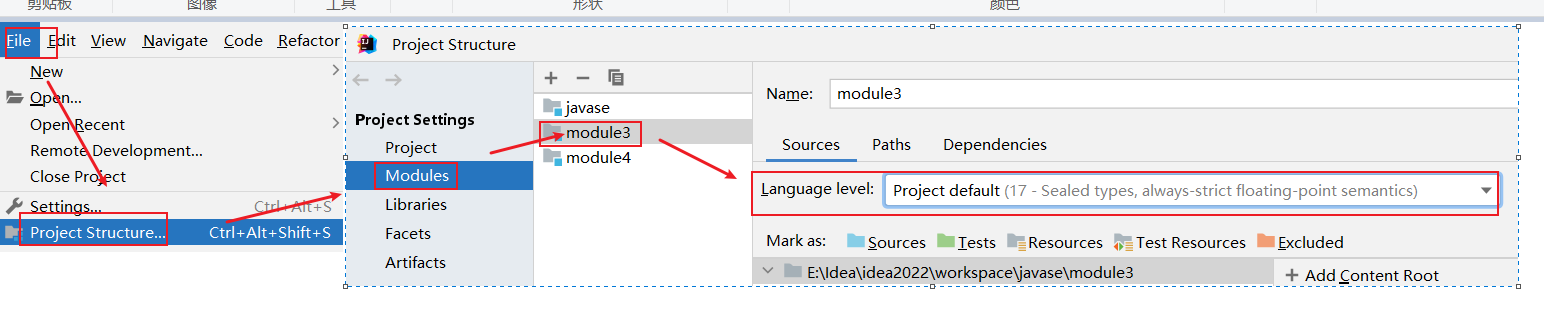 剪贴板
图像
工具
形状
颜色
File Edit View Navigate Code Refactor
New
Open...
Open Recent
Remote Development...
Close Project
Settings... Ctrl+Alt+S
Project Structure... Ctrl+Alt+Shift+S
Project Structure
Project Settings
Project
Modules
Libraries
Facets
Artifacts
javase
module3
module4
Name: module3
Sources Paths Dependencies
Language level: Project default (17 - Sealed types, always-strict floating-point semantics)
Mark as: Sources Tests Resources Test Resources Excluded
E:\Idea\idea2022\workspace\javase\module3
+ Add Content Root